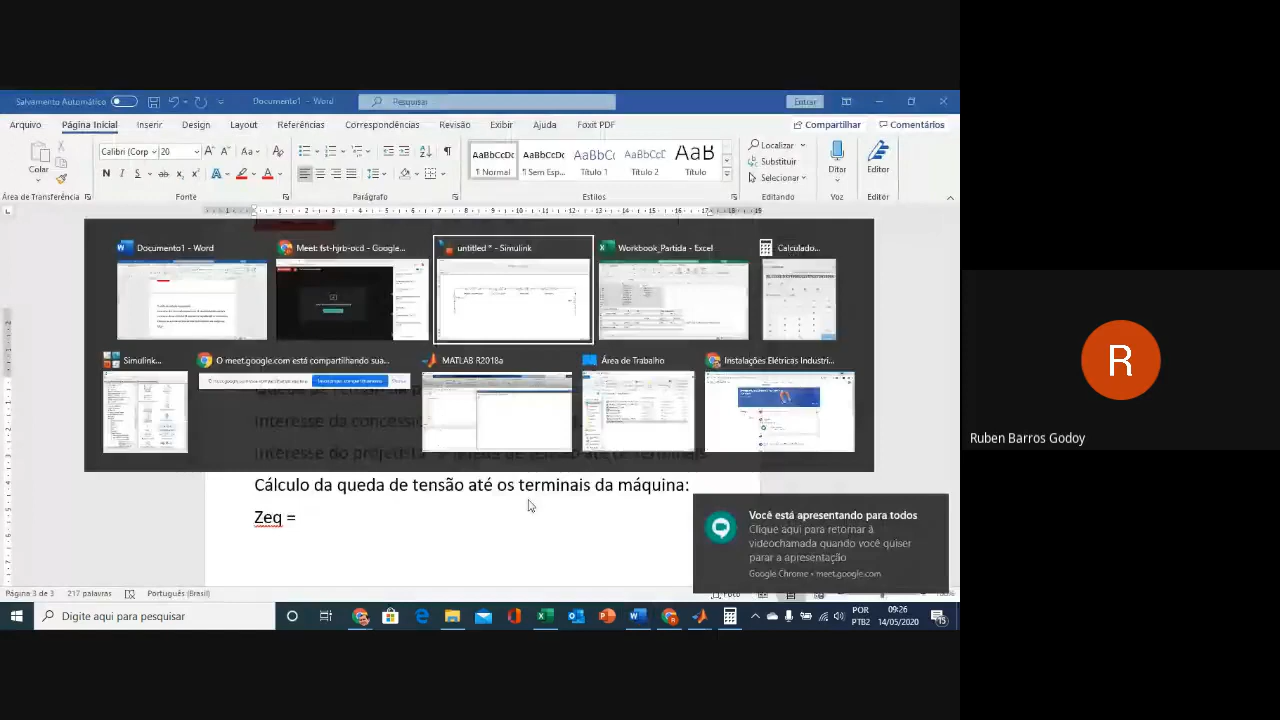 Salvamento Automático
Documento1 - Word
Pesquisar
Entrar
Arquivo Página Inicial Inserir Design Layout Referências Correspondências Revisão Exibir Ajuda Foxit PDF Compartilhar Comentários
Colar
Calibri (Corp 20
N I S
AaBbCcDc AaBbCcDc AaBbCc AaBbCcC AaB
¶ Normal ¶ Sem Esp... Título 1 Título 2 Título
Localizar
Substituir
Selecionar
Ditar
Editor
Área de Transferência Fonte Parágrafo Estilos Editando Voz Editor
Documento1 - Word
Meet: fst-hjrb-ocd - Google...
untitled * - Simulink
Workbook_Partida - Excel
Calculado...
Simulink...
O meet.google.com está compartilhando sua...
MATLAB R2018a
Área de Trabalho
Instalações Elétricas Industri...
Cálculo da queda de tensão até os terminais da máquina:
Zeq =
Você está apresentando para todos
Clique aqui para retornar à
videochamada quando você quiser
parar a apresentação
Google Chrome • meet.google.com
Página 3 de 3 217 palavras Português (Brasil) Foco
Digite aqui para pesquisar
POR
PTB2
09:26
14/05/2020
15
R
Ruben Barros Godoy